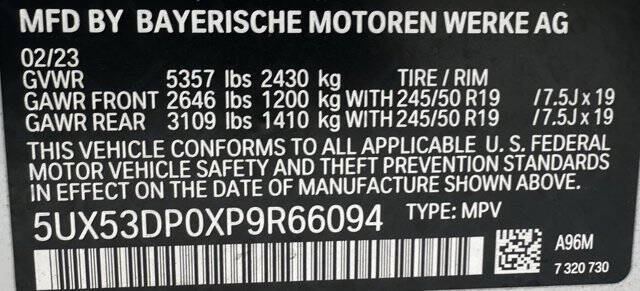 MFD BY BAYERISCHE MOTOREN WERKE AG
02/23
GVWR 5357 lbs 2430 kg TIRE / RIM
GAWR FRONT 2646 lbs 1200 kg WITH 245/50 R19 /7.5J x 19
GAWR REAR 3109 lbs 1410 kg WITH 245/50 R19 /7.5J x 19
THIS VEHICLE CONFORMS TO ALL APPLICABLE U. S. FEDERAL
MOTOR VEHICLE SAFETY AND THEFT PREVENTION STANDARDS
IN EFFECT ON THE DATE OF MANUFACTURE SHOWN ABOVE.
5UX53DP0XP9R66094 TYPE: MPV
A96M
7 320 730